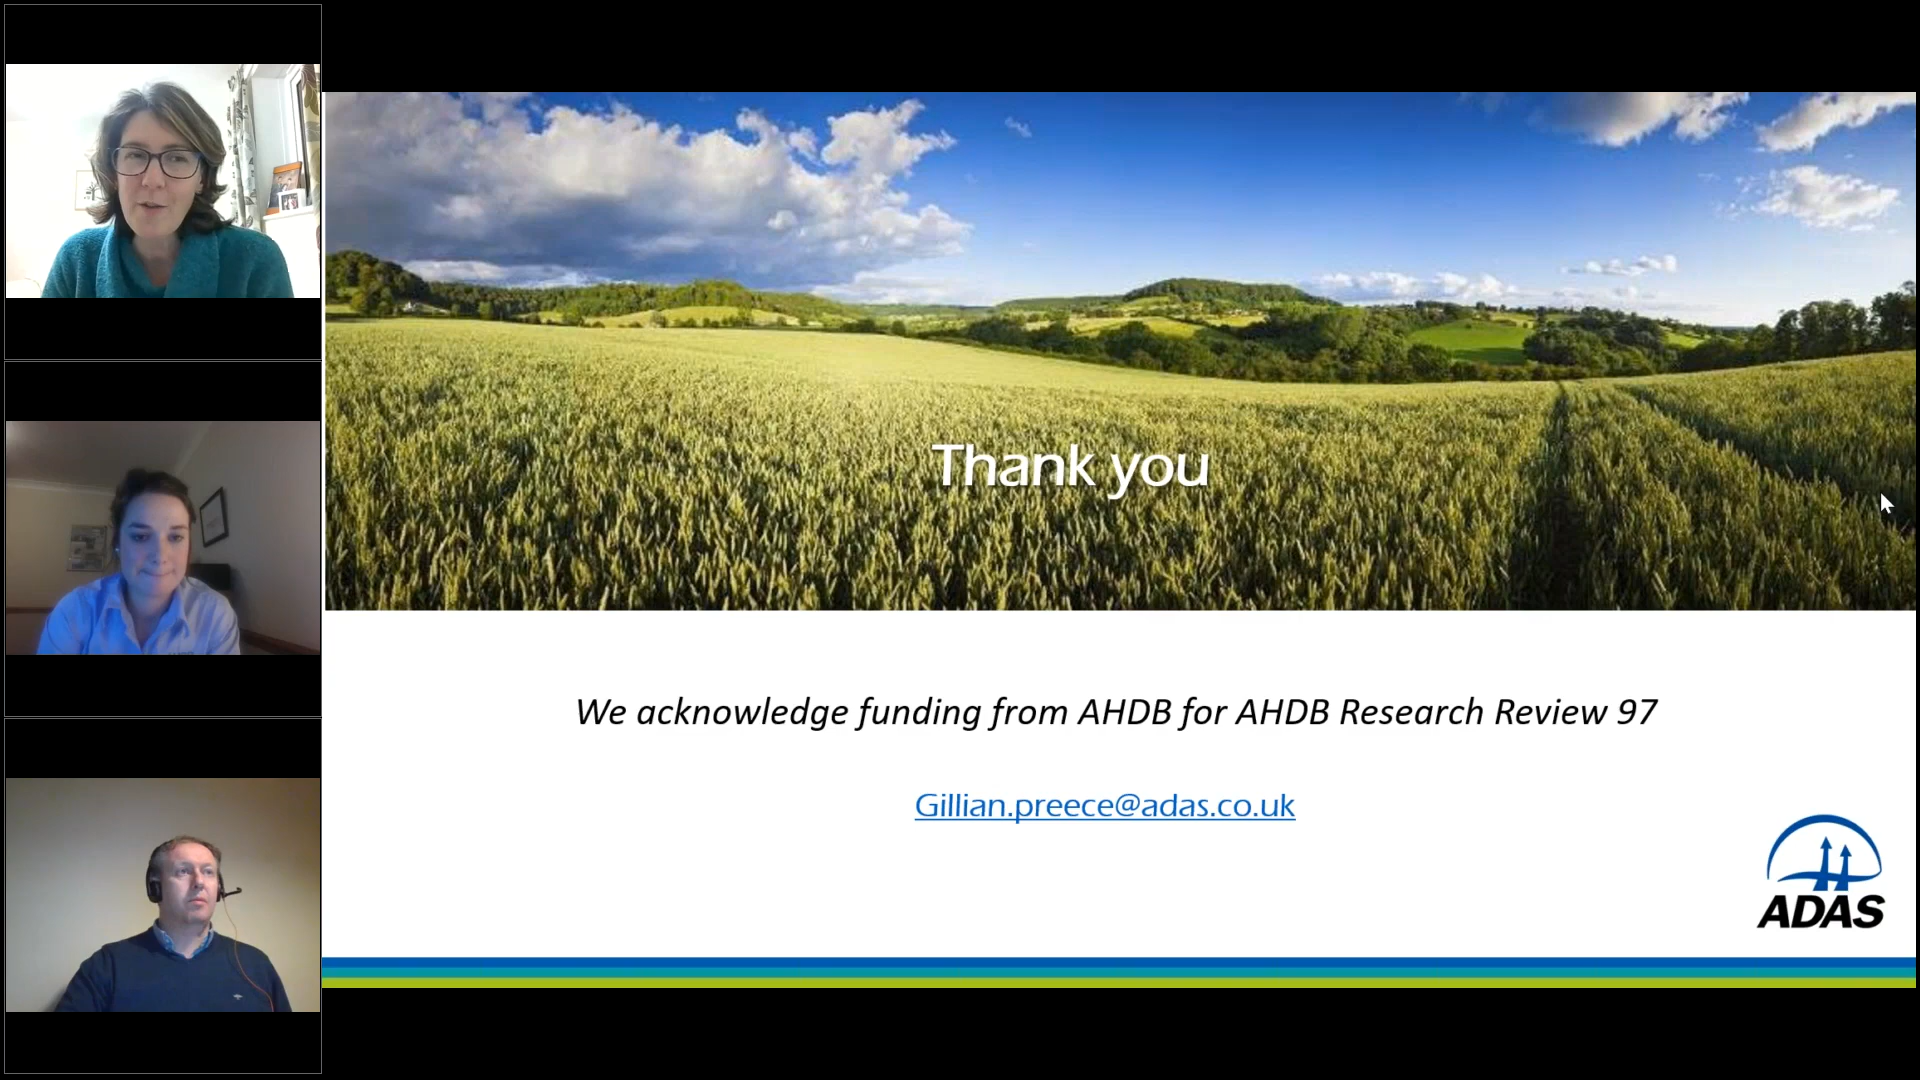 Thank you
We acknowledge funding from AHDB for AHDB Research Review 97
Gillian.preece@adas.co.uk
ADAS